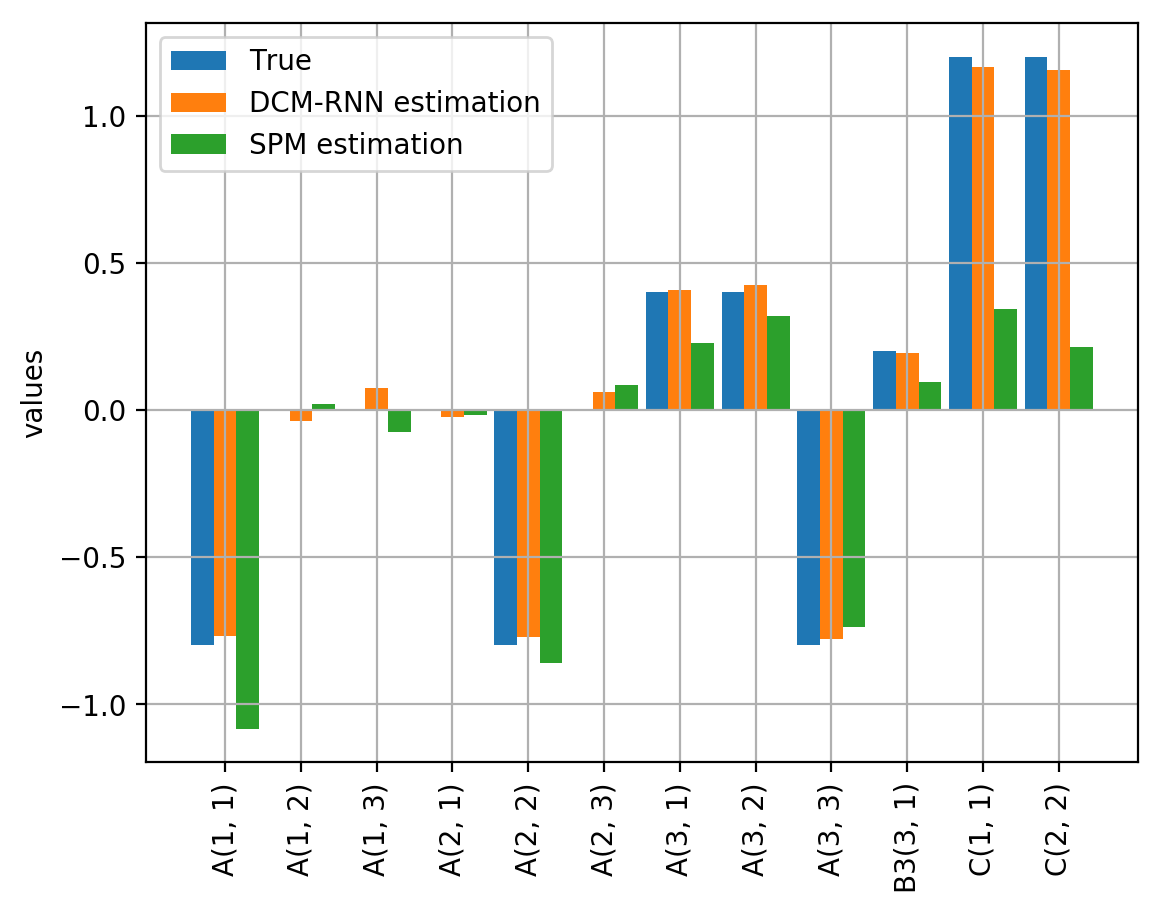 True
DCM-RNN estimation
SPM estimation
values
1.0
0.5
0.0
−0.5
−1.0
A(1, 1)
A(1, 2)
A(1, 3)
A(2, 1)
A(2, 2)
A(2, 3)
A(3, 1)
A(3, 2)
A(3, 3)
B3(3, 1)
C(1, 1)
C(2, 2)